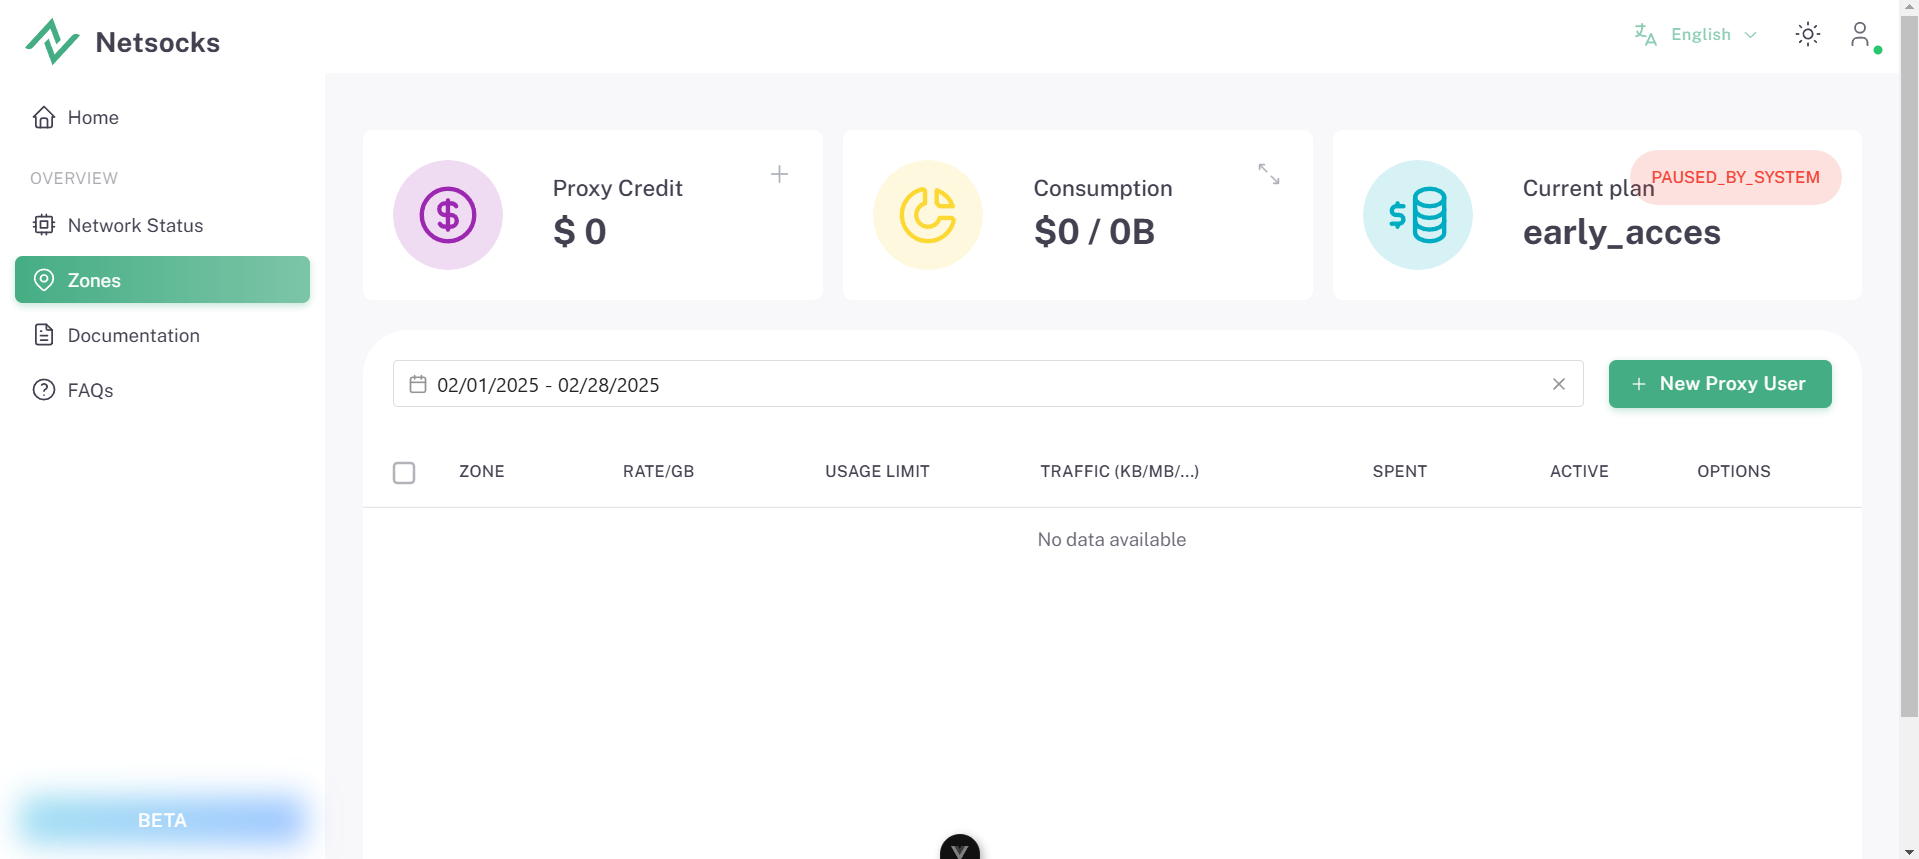 Netsocks
English
Home
OVERVIEW
Network Status
Zones
Documentation
FAQs
BETA
Proxy Credit
$ 0
Consumption
$0 / 0B
Current plan
PAUSED_BY_SYSTEM
early_acces
02/01/2025 - 02/28/2025
New Proxy User
ZONE RATE/GB USAGE LIMIT TRAFFIC (KB/MB/...) SPENT ACTIVE OPTIONS
No data available